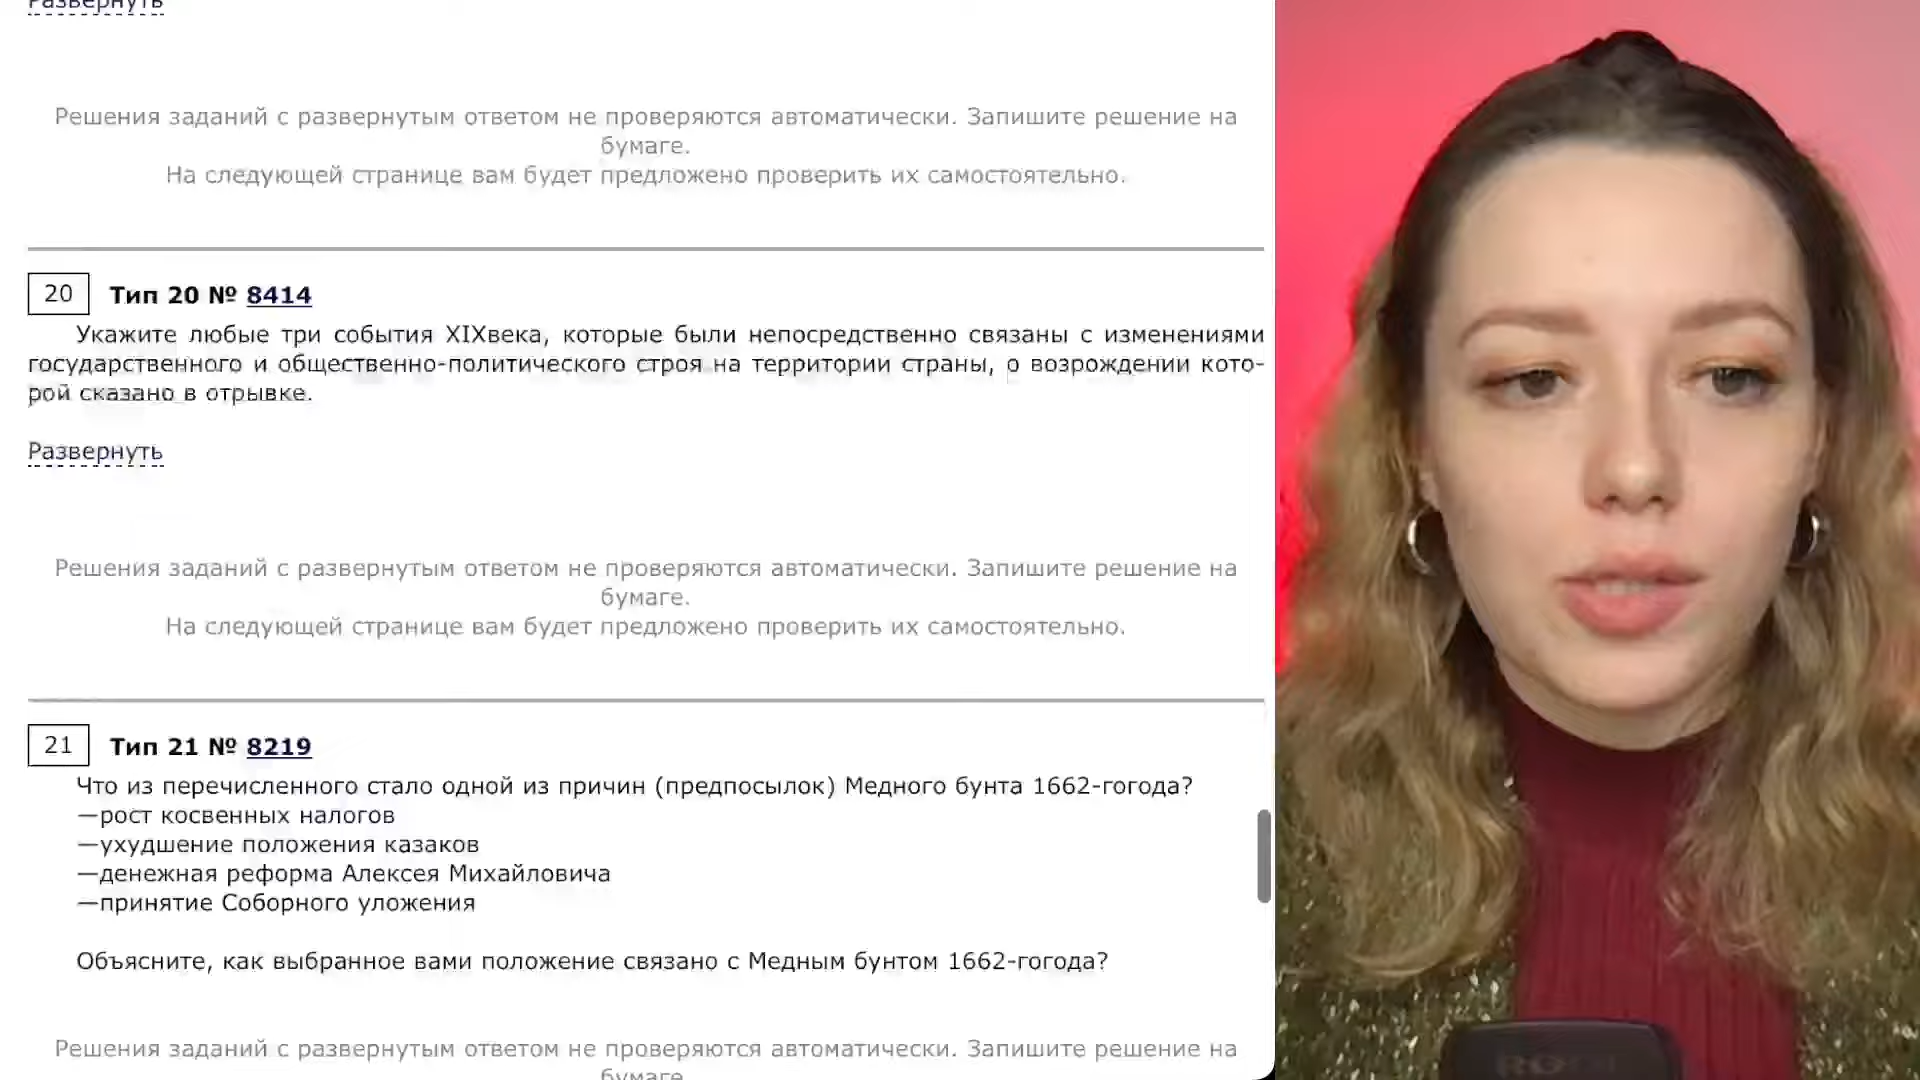 Развернуть
Решения заданий с развернутым ответом не проверяются автоматически. Запишите решение на
бумаге.
На следующей странице вам будет предложено проверить их самостоятельно.
20 Тип 20 № 8414
Укажите любые три события XIXвека, которые были непосредственно связаны с изменениями
государственного и общественно-политического строя на территории страны, о возрождении кото-
рой сказано в отрывке.
Развернуть
Решения заданий с развернутым ответом не проверяются автоматически. Запишите решение на
бумаге.
На следующей странице вам будет предложено проверить их самостоятельно.
21 Тип 21 № 8219
Что из перечисленного стало одной из причин (предпосылок) Медного бунта 1662-гогода?
—рост косвенных налогов
—ухудшение положения казаков
—денежная реформа Алексея Михайловича
—принятие Соборного уложения
Объясните, как выбранное вами положение связано с Медным бунтом 1662-гогода?
Решения заданий с развернутым ответом не проверяются автоматически. Запишите решение на
бумаге.